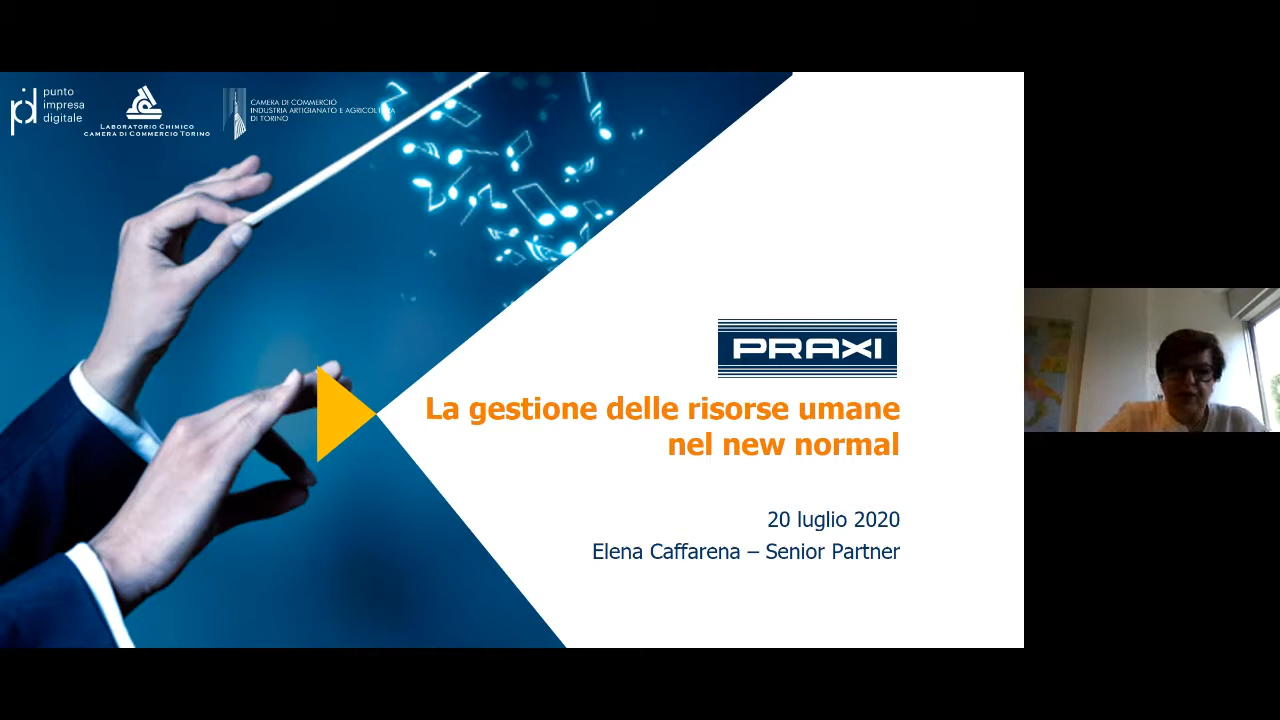 punto
impresa
digitale
LABORATORIO CHIMICO
CAMERA DI COMMERCIO TORINO
CAMERA DI COMMERCIO
INDUSTRIA ARTIGIANATO E AGRICOLTURA
DI TORINO
PRAXI
La gestione delle risorse umane
nel new normal
20 luglio 2020
Elena Caffarena – Senior Partner